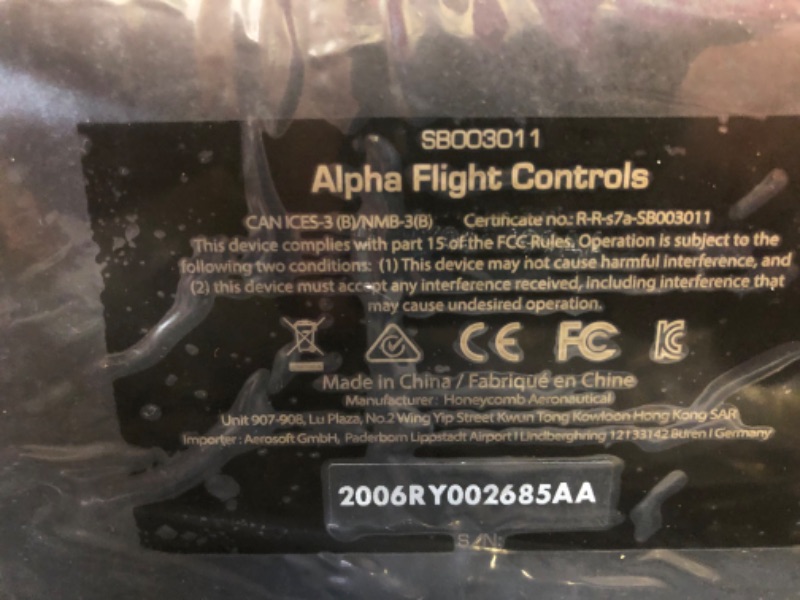 SB003011
Alpha Flight Controls
CAN ICES-3 (B)/NMB-3(B) Certificate no.: R-R-s7a-SB003011
This device complies with part 15 of the FCC Rules. Operation is subject to the
following two conditions: (1) This device may not cause harmful interference, and
(2) this device must accept any interference received, including interference that
may cause undesired operation.
CE FC
Made in China / Fabriqué en Chine
Manufacturer: Honeycomb Aeronautical
Unit 907-908, Lu Plaza, No.2 Wing Yip Street Kwun Tong Kowloon Hong Kong SAR
Importer: Aerosoft GmbH, Paderborn Lippstadt Airport I Lindberghring 12133142 Büren I Germany
2006RY002685AA
S/N: